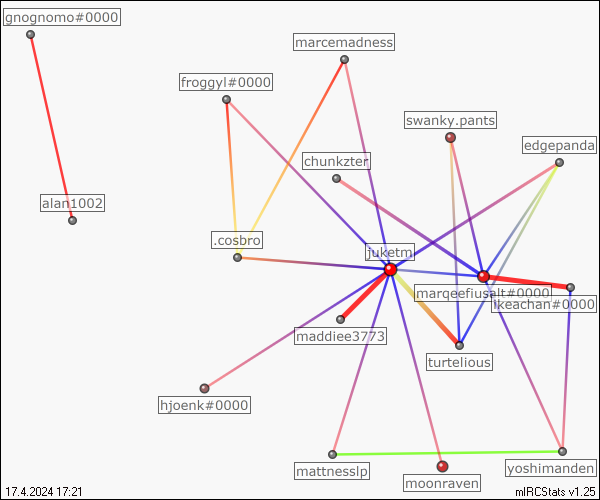 gnognomo#0000
marcemadness
froggyl#0000
swanky.pants
edgepanda
chunkzter
alan1002
.cosbro
juketm
marqeefiusalt#0000
ikeachan#0000
maddiee3773
turtelious
hjoenk#0000
mattnesslp
yoshimanden
moonraven
17.4.2024 17:21
mIRCStats v1.25